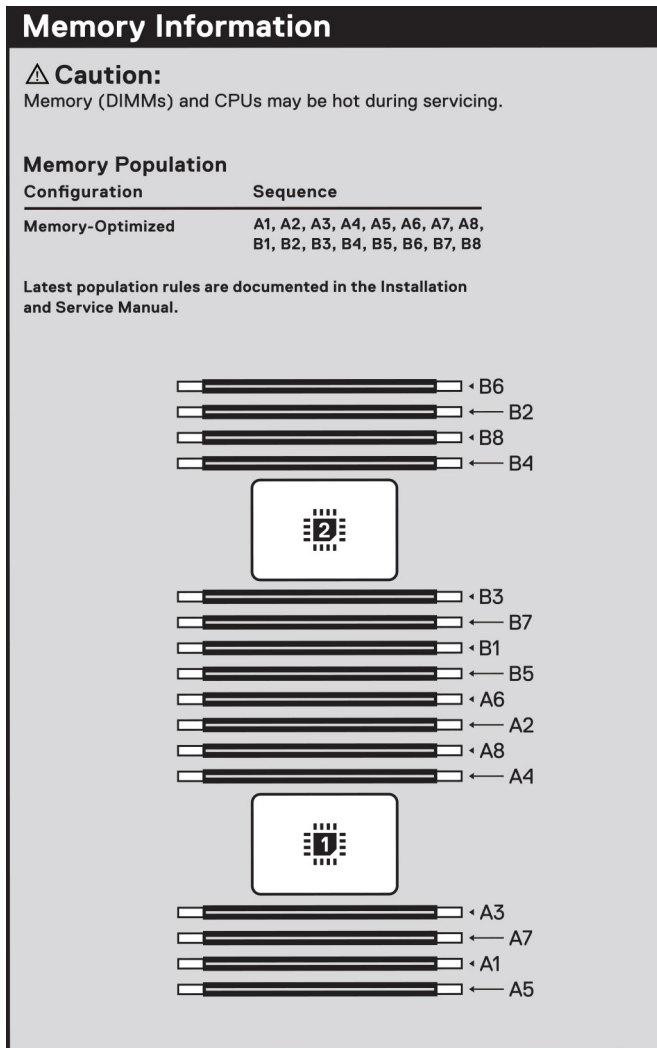 Memory Information
⚠ Caution:
Memory (DIMMs) and CPUs may be hot during servicing.
Memory Population
Configuration Sequence
Memory-Optimized A1, A2, A3, A4, A5, A6, A7, A8,
B1, B2, B3, B4, B5, B6, B7, B8
Latest population rules are documented in the Installation
and Service Manual.
B6
B2
B8
B4
2
B3
B7
B1
B5
A6
A2
A8
A4
1
A3
A7
A1
A5